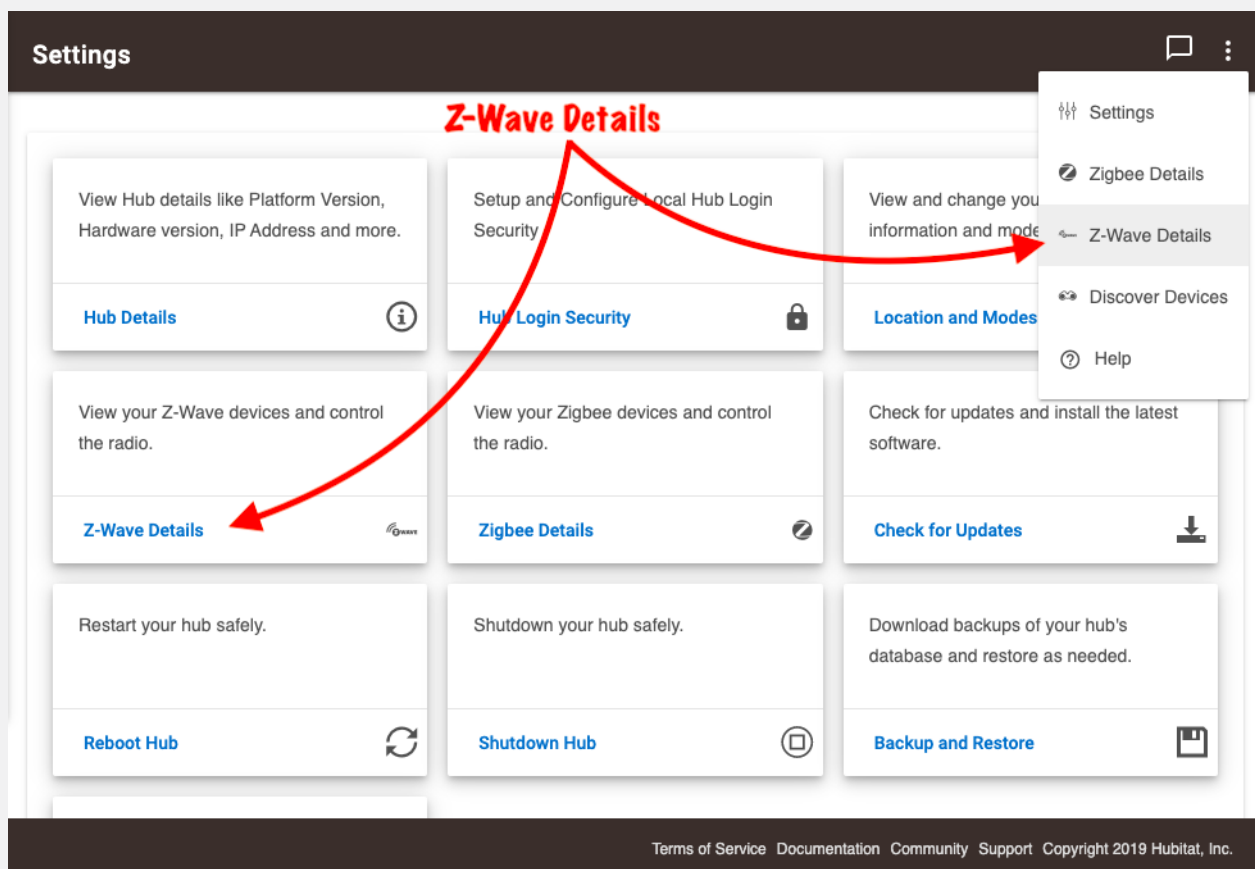 Settings
Z-Wave Details
Settings
Zigbee Details
Z-Wave Details
Discover Devices
Help
View Hub details like Platform Version,
Hardware version, IP Address and more.
Hub Details
Setup and Configure Local Hub Login
Security
Hub Login Security
View and change you
information and mode
Location and Modes
View your Z-Wave devices and control
the radio.
Z-Wave Details
View your Zigbee devices and control
the radio.
Zigbee Details
Check for updates and install the latest
software.
Check for Updates
Restart your hub safely.
Reboot Hub
Shutdown your hub safely.
Shutdown Hub
Download backups of your hub's
database and restore as needed.
Backup and Restore
Terms of Service Documentation Community Support Copyright 2019 Hubitat, Inc.